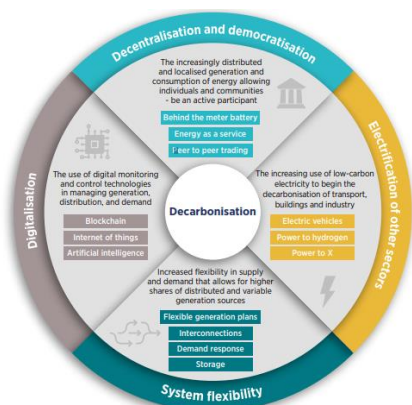 Decentralisation and democratisation
The increasingly distributed
and localised generation and
consumption of energy allowing
individuals and communities
- be an active participant
Behind the meter battery
Energy as a service
Peer to peer trading
Digitalisation
The use of digital monitoring
and control technologies
in managing generation,
distribution, and demand
Blockchain
Internet of things
Artificial intelligence
Decarbonisation
Electrification of other sectors
The increasing use of low-carbon
electricity to begin the
decarbonisation of transport,
buildings and industry
Electric vehicles
Power to hydrogen
Power to X
Increased flexibility in supply
and demand that allows for higher
shares of distributed and variable
generation sources
Flexible generation plans
Interconnections
Demand response
Storage
System flexibility